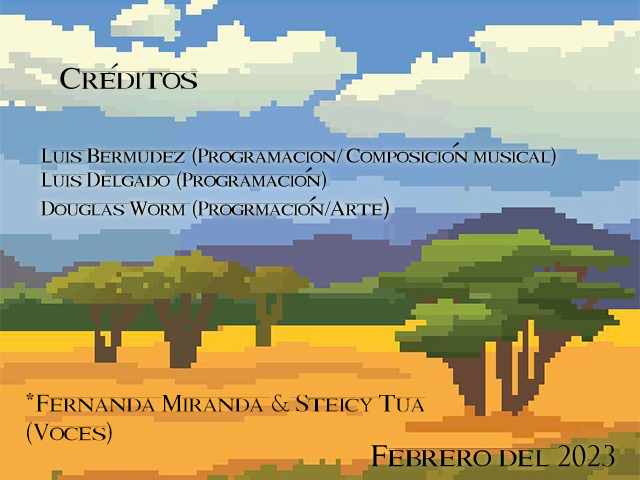 Créditos
Luis Bermudez (Programacion/ Composición musical)
Luis Delgado (Programación)
Douglas Worm (Progrmación/Arte)
*Fernanda Miranda & Steicy Tua
(Voces)
Febrero del 2023